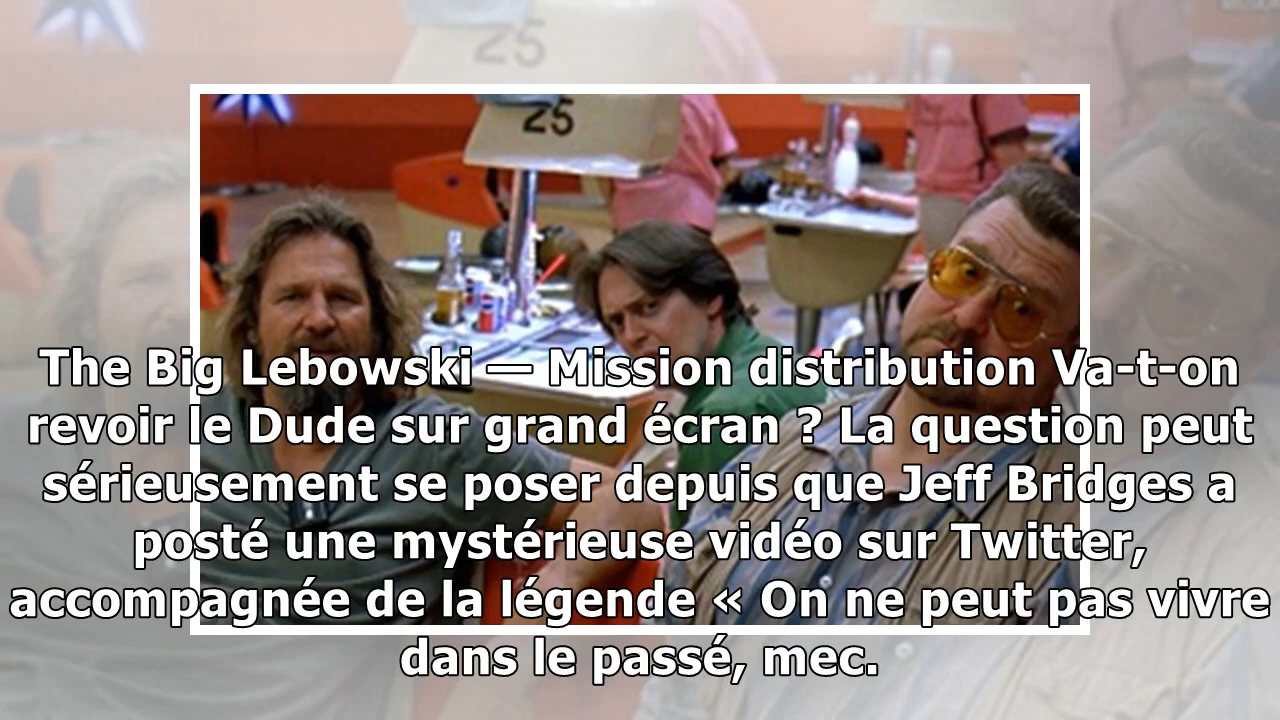 25
25
The Big Lebowski — Mission distribution Va-t-on
revoir le Dude sur grand écran ? La question peut
sérieusement se poser depuis que Jeff Bridges a
posté une mystérieuse vidéo sur Twitter,
accompagnée de la légende « On ne peut pas vivre
dans le passé, mec.